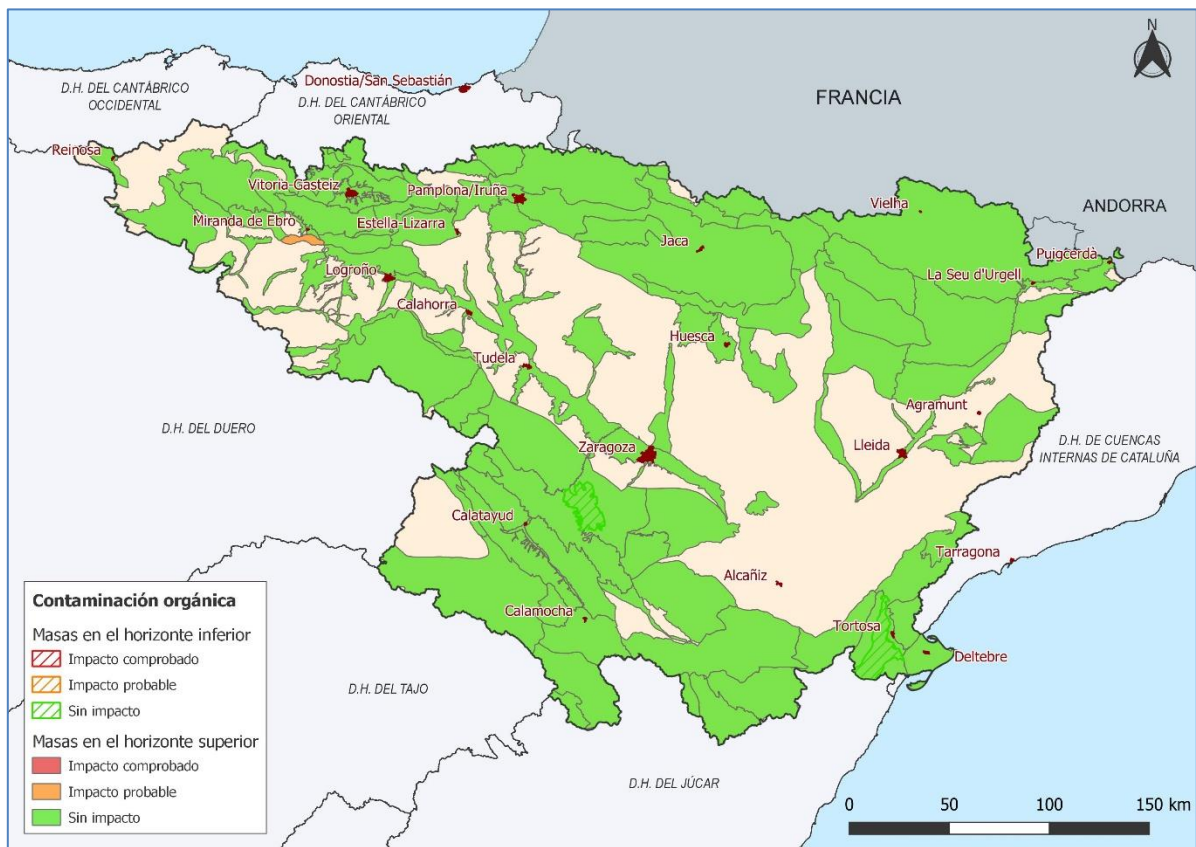 N
D.H. DEL CANTÁBRICO
OCCIDENTAL
Donostia/San Sebastián
D.H. DEL CANTÁBRICO
ORIENTAL
FRANCIA
Reinosa
Vitoria-Gasteiz
Pamplona/Iruña
Vielha
ANDORRA
Miranda de Ebro
Estella-Lizarra
Jaca
Puigcerdà
La Seu d'Urgell
Logroño
Calahorra
Huesca
Tudela
Agramunt
D.H. DEL DUERO
Zaragoza
Lleida
D.H. DE CUENCAS
INTERNAS DE CATALUÑA
Calatayud
Tarragona
Alcañiz
Calamocha
Tortosa
Deltebre
D.H. DEL TAJO
D.H. DEL JÚCAR
Contaminación orgánica
Masas en el horizonte inferior
Impacto comprobado
Impacto probable
Sin impacto
Masas en el horizonte superior
Impacto comprobado
Impacto probable
Sin impacto
0 50 100 150 km